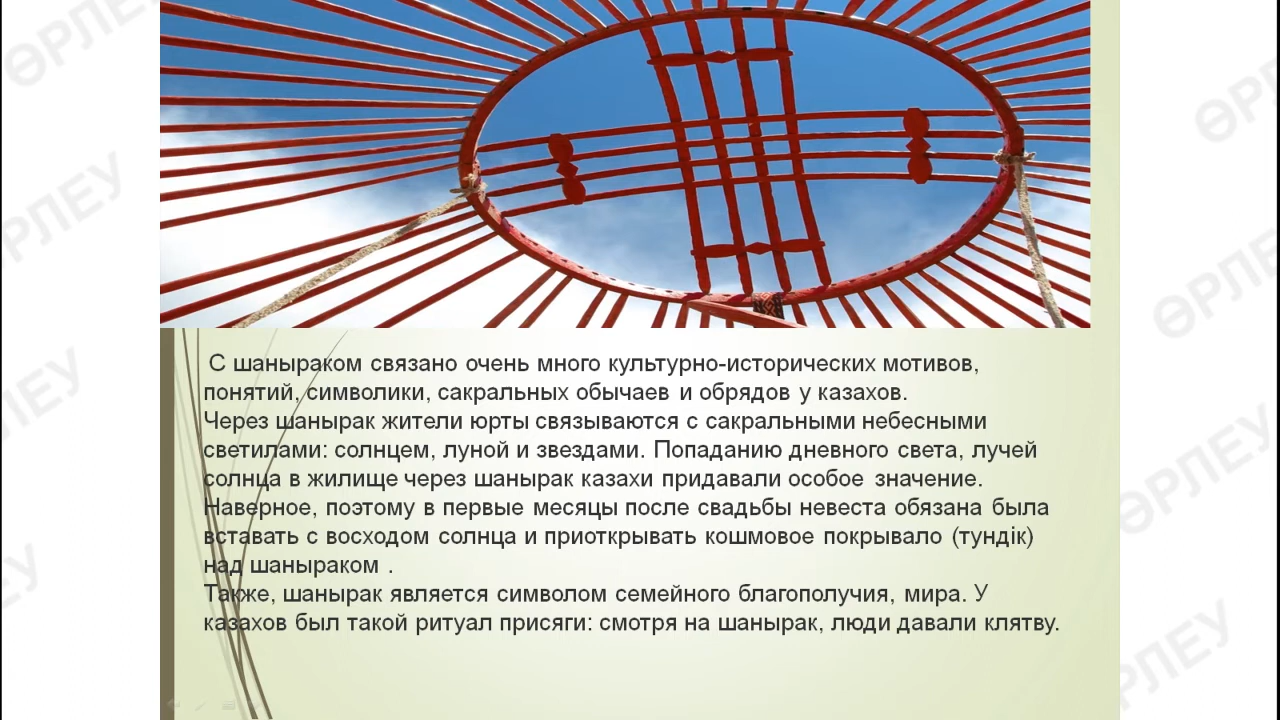 С шаныраком связано очень много культурно-исторических мотивов,
понятий, символики, сакральных обычаев и обрядов у казахов.
Через шанырак жители юрты связываются с сакральными небесными
светилами: солнцем, луной и звездами. Попаданию дневного света, лучей
солнца в жилище через шанырак казахи придавали особое значение.
Наверное, поэтому в первые месяцы после свадьбы невеста обязана была
вставать с восходом солнца и приоткрывать кошмовое покрывало (тундік)
над шаныраком .
Также, шанырак является символом семейного благополучия, мира. У
казахов был такой ритуал присяги: смотря на шанырак, люди давали клятву.
ӨРЛЕУ
ӨРЛЕУ
ӨРЛЕУ
ӨРЛЕУ